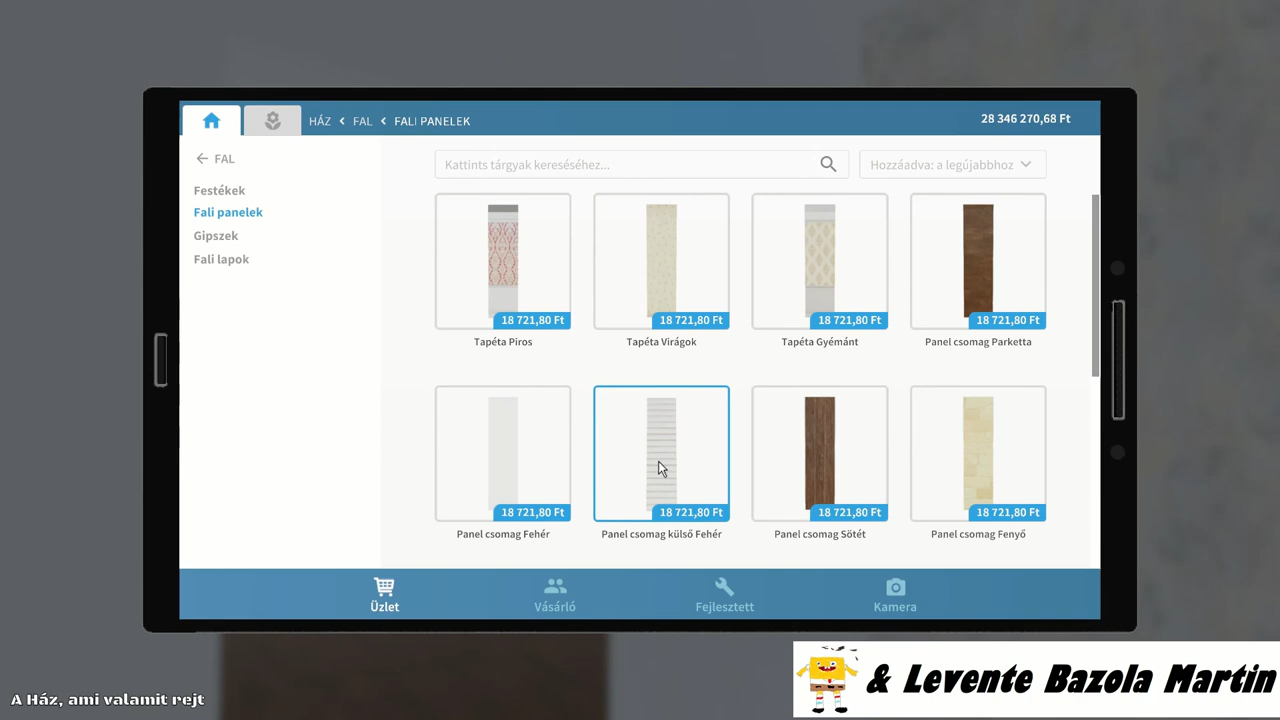 HÁZ < FAL < FALI PANELEK
28 346 270,68 Ft
← FAL
Festékek
Fali panelek
Gipszek
Fali lapok
Kattints tárgyak kereséséhez...
Hozzáadva: a legújabbhoz
18 721,80 Ft
18 721,80 Ft
18 721,80 Ft
18 721,80 Ft
Tapéta Piros
Tapéta Virágok
Tapéta Gyémánt
Panel csomag Parketta
18 721,80 Ft
18 721,80 Ft
18 721,80 Ft
18 721,80 Ft
Panel csomag Fehér
Panel csomag külső Fehér
Panel csomag Sötét
Panel csomag Fenyő
Üzlet
Vásárló
Fejlesztett
Kamera
& Levente Bazola Martin
A Ház, ami valamit rejt